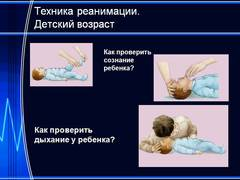 Техника реанимации.
Детский возраст
Как проверить
сознание
ребенка?
Как проверить
дыхание у ребенка?